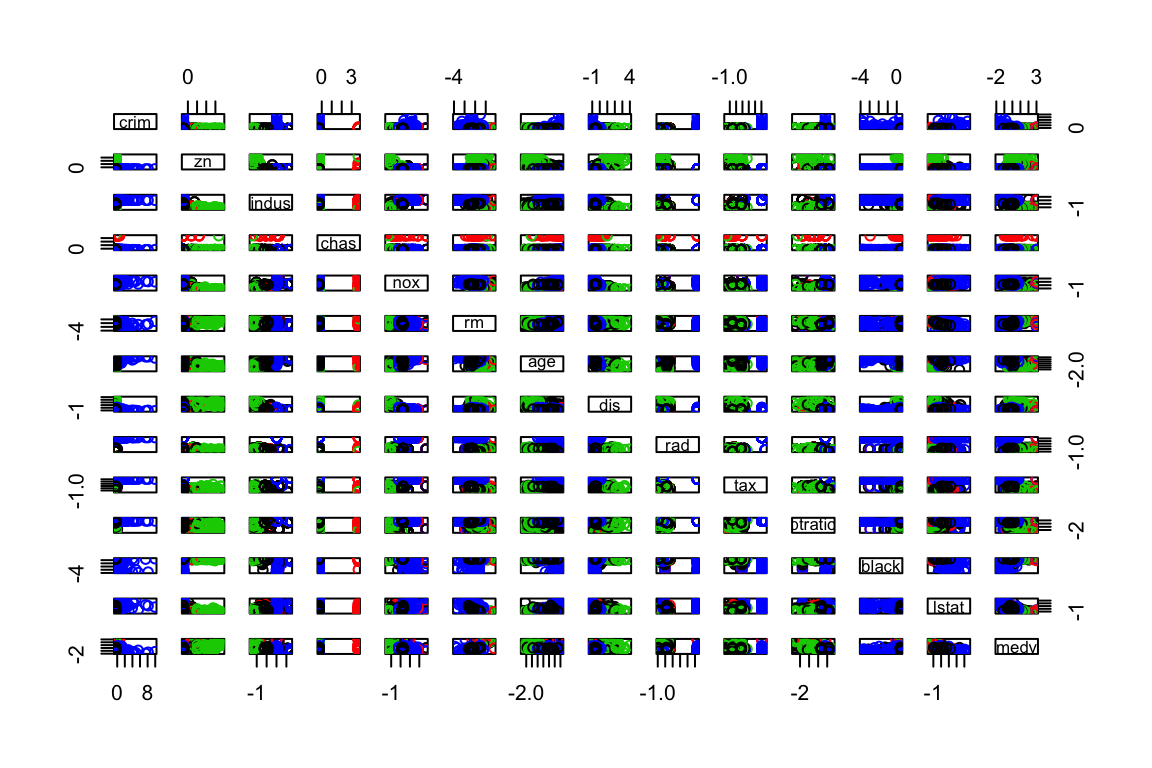 0 0 3 -4 -1 4 -1.0 -4 0 -2 3
crim 0
0 zn
indus -1
0 chas
nox -1
-4 rm
age -2.0
-1 dis
rad -1.0
-1.0 tax
ptratio -2
-4 black
lstat -1
-2 medv
0 8 -1 -1 -2.0 -1.0 -2 -1